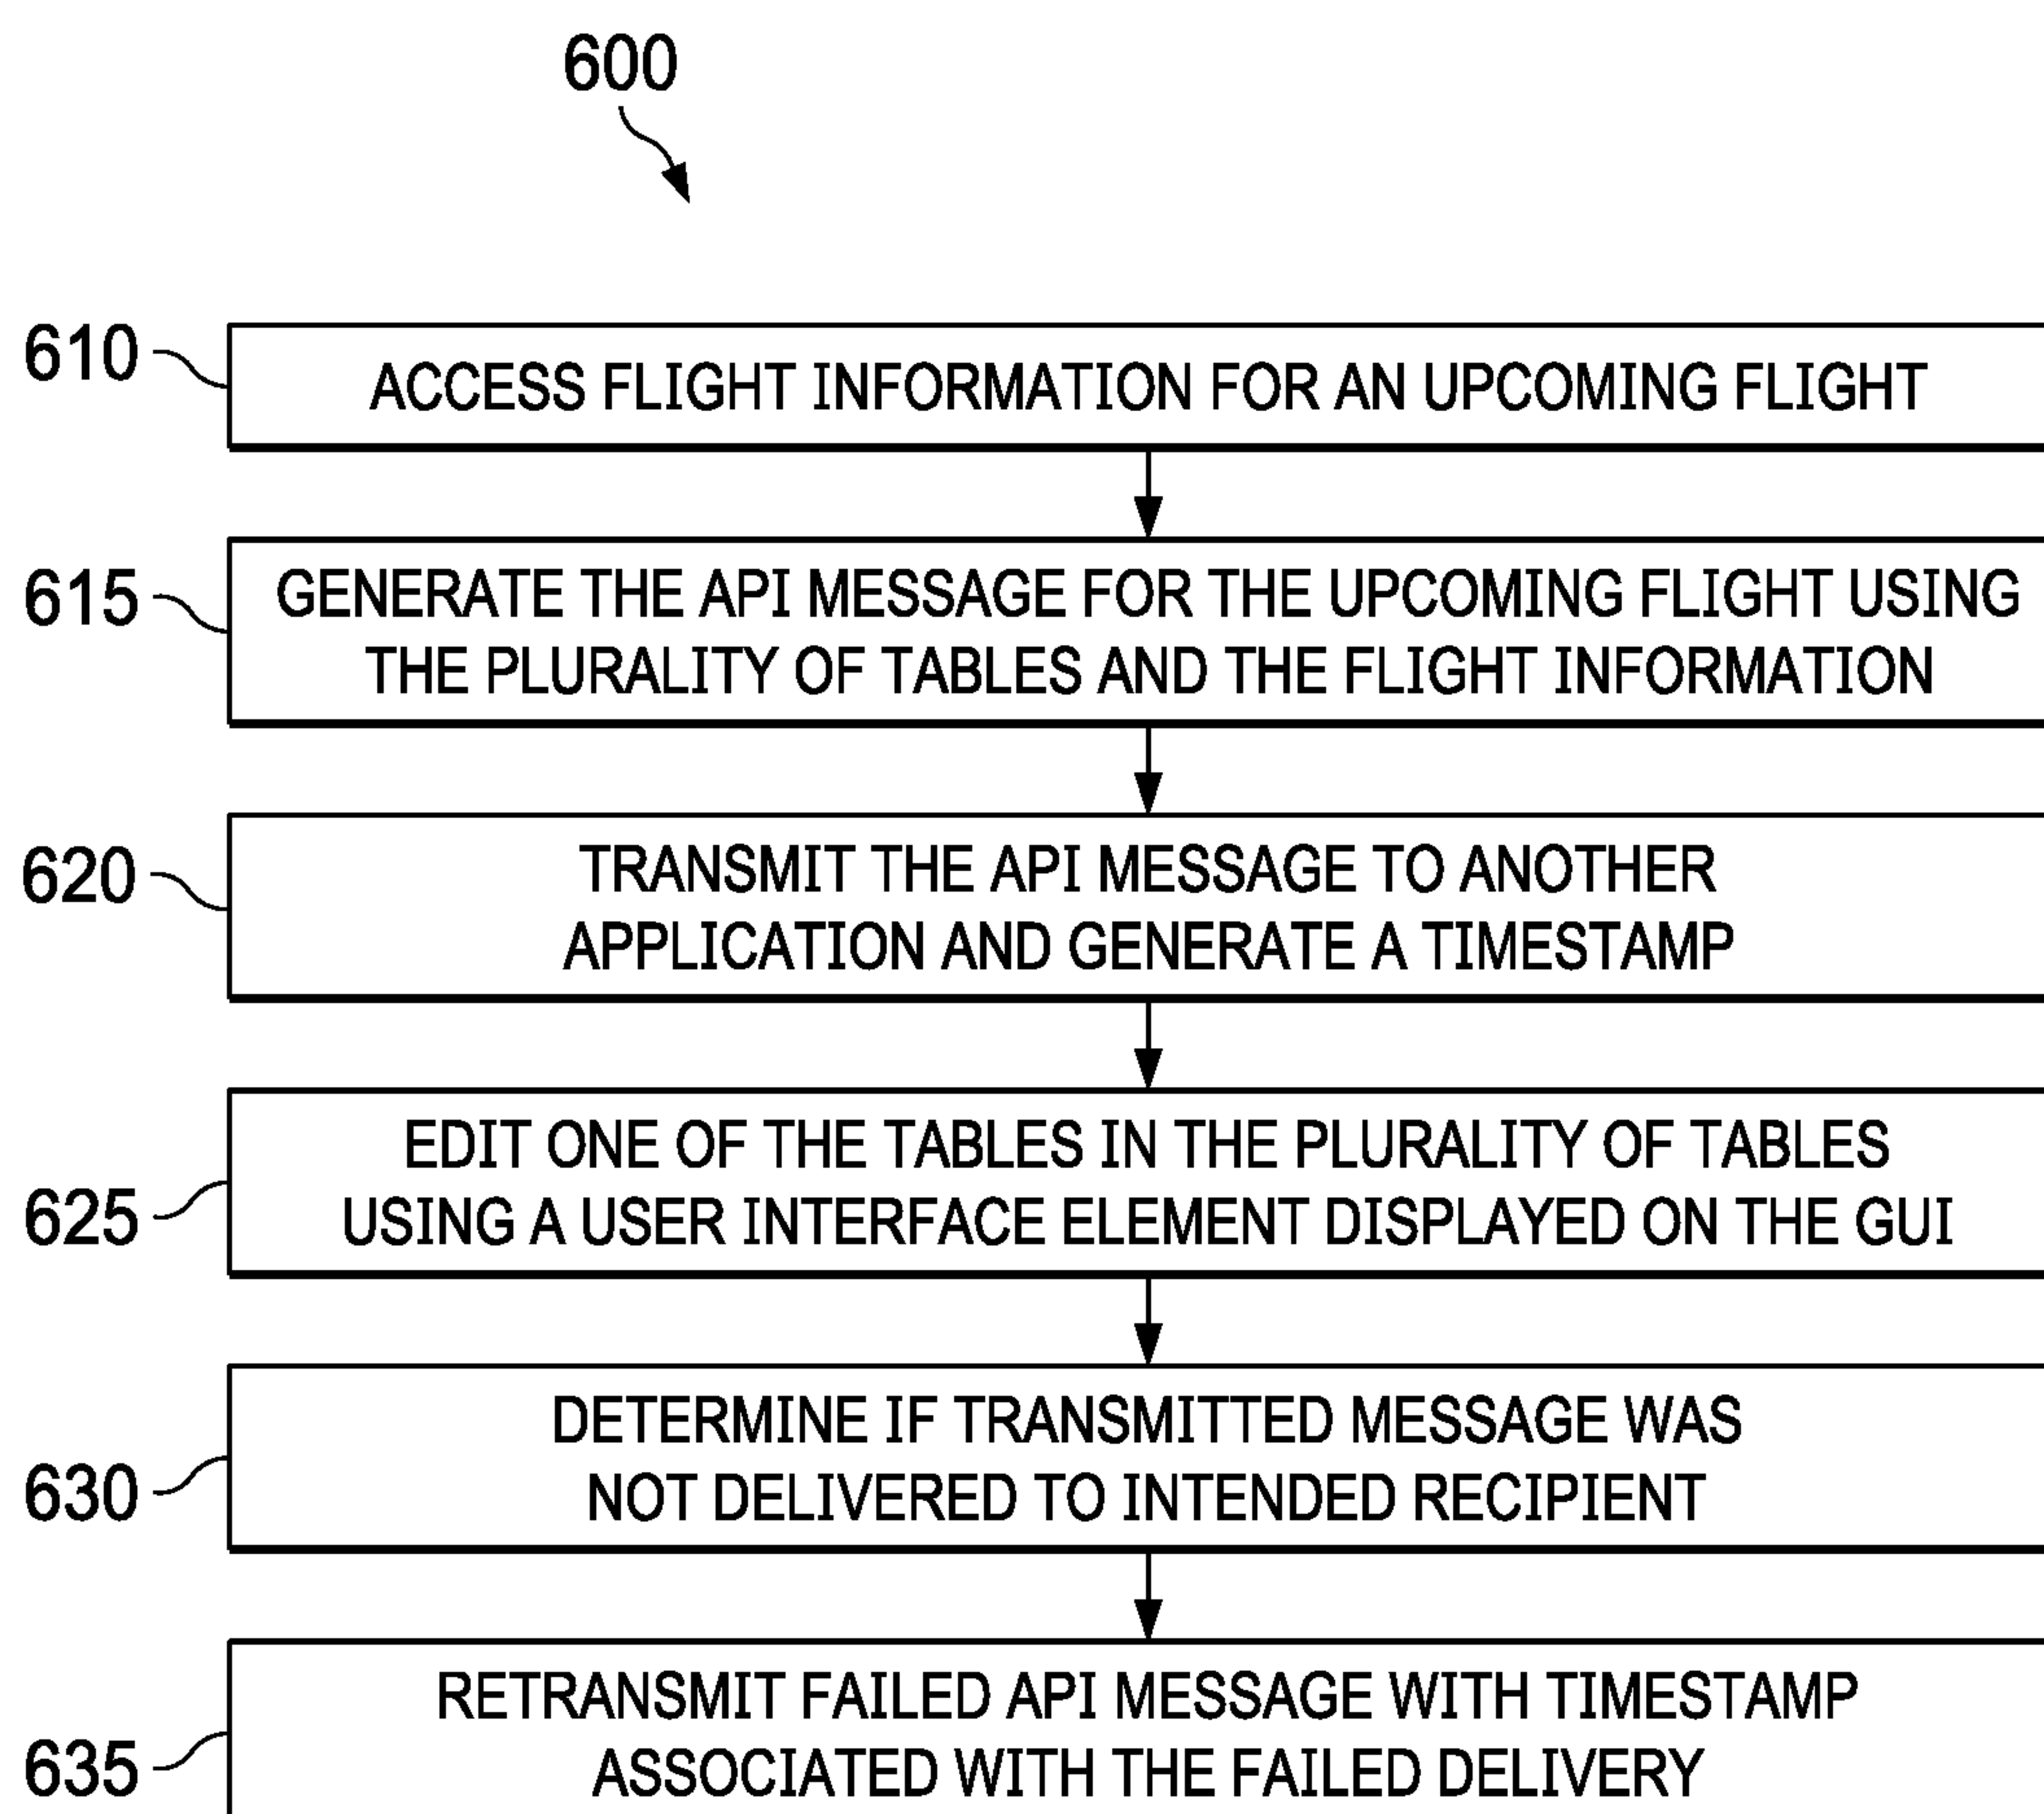 600
610
ACCESS FLIGHT INFORMATION FOR AN UPCOMING FLIGHT
615
GENERATE THE API MESSAGE FOR THE UPCOMING FLIGHT USING
THE PLURALITY OF TABLES AND THE FLIGHT INFORMATION
620
TRANSMIT THE API MESSAGE TO ANOTHER
APPLICATION AND GENERATE A TIMESTAMP
625
EDIT ONE OF THE TABLES IN THE PLURALITY OF TABLES
USING A USER INTERFACE ELEMENT DISPLAYED ON THE GUI
630
DETERMINE IF TRANSMITTED MESSAGE WAS
NOT DELIVERED TO INTENDED RECIPIENT
635
RETRANSMIT FAILED API MESSAGE WITH TIMESTAMP
ASSOCIATED WITH THE FAILED DELIVERY